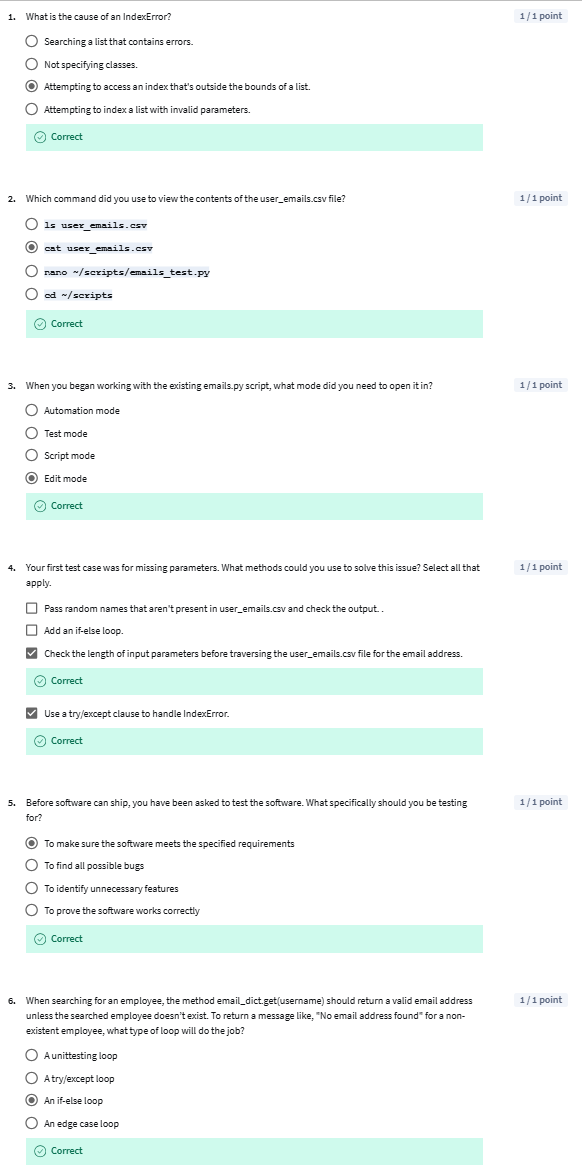 1. What is the cause of an IndexError? 1 / 1 point
Searching a list that contains errors.
Not specifying classes.
Attempting to access an index that's outside the bounds of a list.
Attempting to index a list with invalid parameters.
Correct
2. Which command did you use to view the contents of the user_emails.csv file? 1 / 1 point
ls user_emails.csv
cat user_emails.csv
nano ~/scripts/emails_test.py
cd ~/scripts
Correct
3. When you began working with the existing emails.py script, what mode did you need to open it in? 1 / 1 point
Automation mode
Test mode
Script mode
Edit mode
Correct
4. Your first test case was for missing parameters. What methods could you use to solve this issue? Select all that 1 / 1 point
apply.
Pass random names that aren't present in user_emails.csv and check the output. .
Add an if-else loop.
Check the length of input parameters before traversing the user_emails.csv file for the email address.
Correct
Use a try/except clause to handle IndexError.
Correct
5. Before software can ship, you have been asked to test the software. What specifically should you be testing 1 / 1 point
for?
To make sure the software meets the specified requirements
To find all possible bugs
To identify unnecessary features
To prove the software works correctly
Correct
6. When searching for an employee, the method email_dict.get(username) should return a valid email address 1 / 1 point
unless the searched employee doesn't exist. To return a message like, "No email address found" for a non-
existent employee, what type of loop will do the job?
A unittesting loop
A try/except loop
An if-else loop
An edge case loop
Correct